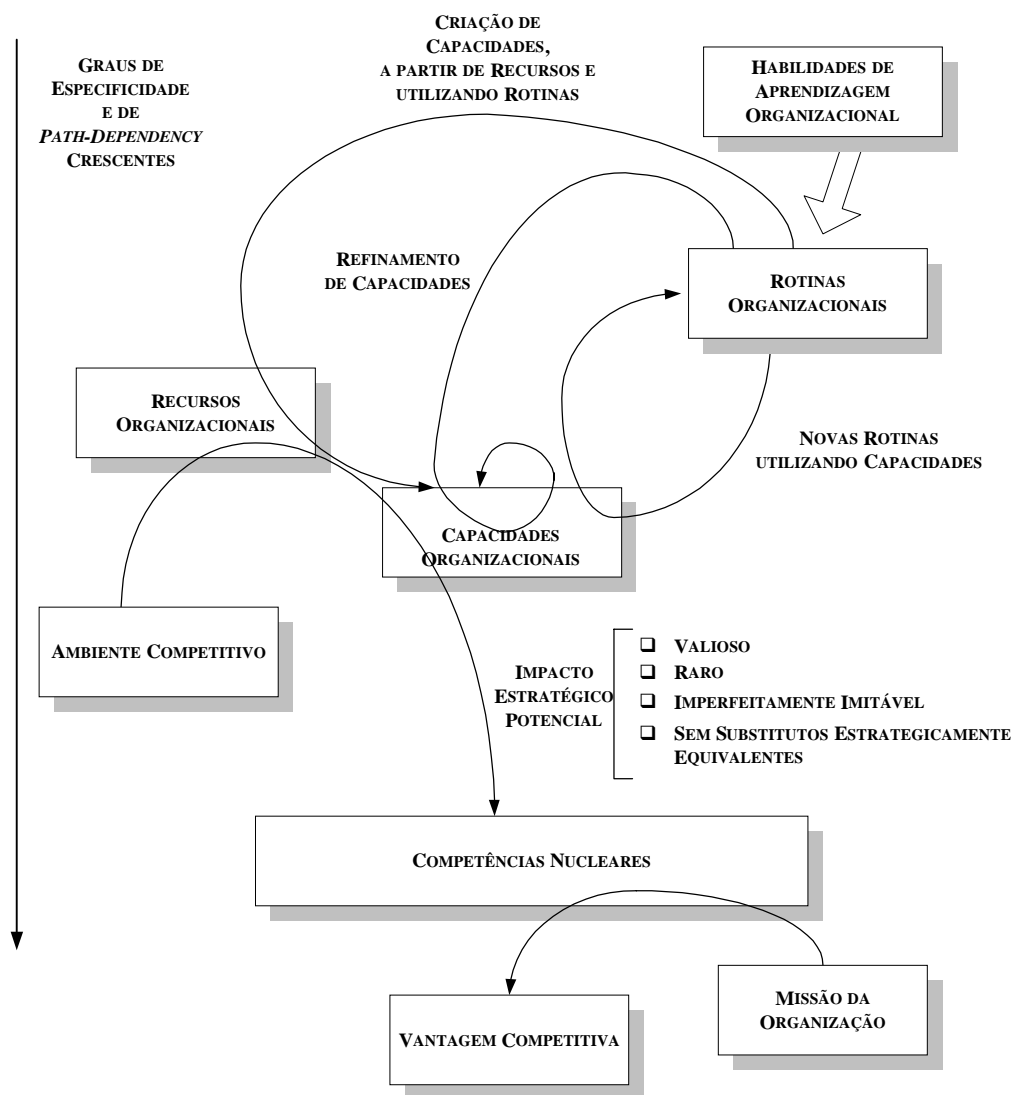 CRIAÇÃO DE
CAPACIDADES,
A PARTIR DE RECURSOS E
UTILIZANDO ROTINAS
GRAUS DE
ESPECIFICIDADE
E DE
PATH-DEPENDENCY
CRESCENTES
HABILIDADES DE
APRENDIZAGEM
ORGANIZACIONAL
REFINAMENTO
DE CAPACIDADES
ROTINAS
ORGANIZACIONAIS
RECURSOS
ORGANIZACIONAIS
NOVAS ROTINAS
UTILIZANDO CAPACIDADES
CAPACIDADES
ORGANIZACIONAIS
AMBIENTE COMPETITIVO
IMPACTO
ESTRATÉGICO
POTENCIAL
VALIOSO
RARO
IMPERFEITAMENTE IMITÁVEL
SEM SUBSTITUTOS ESTRATEGICAMENTE
EQUIVALENTES
COMPETÊNCIAS NUCLEARES
MISSÃO DA
ORGANIZAÇÃO
VANTAGEM COMPETITIVA